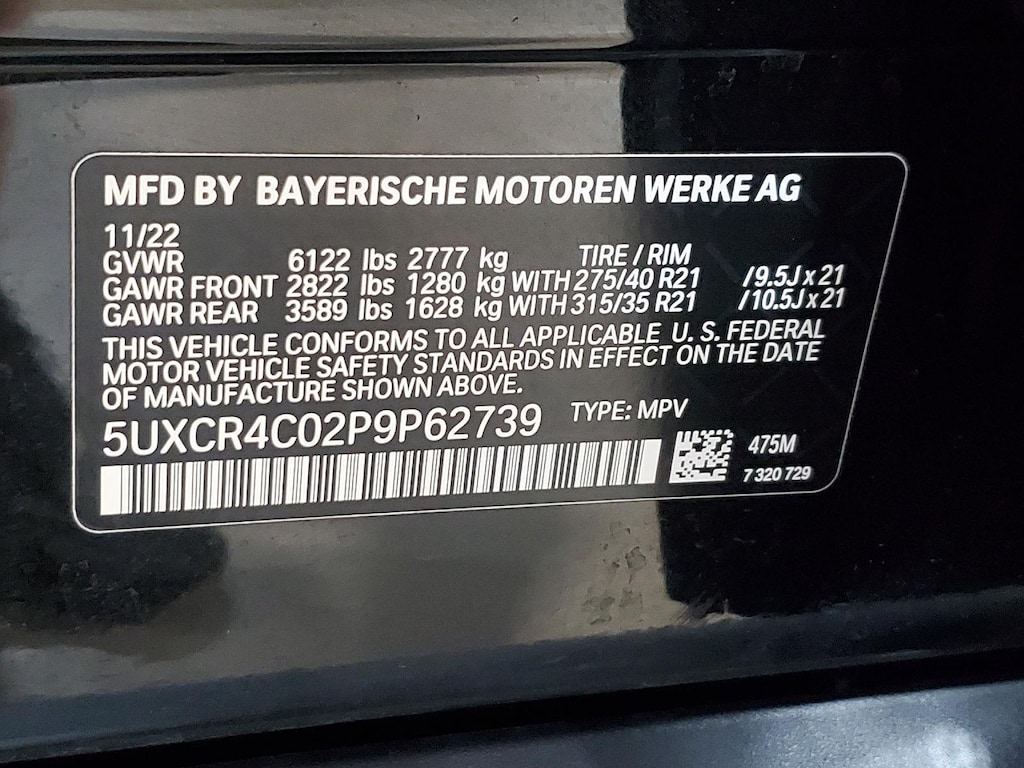 MFD BY BAYERISCHE MOTOREN WERKE AG
11/22
GVWR 6122 lbs 2777 kg TIRE / RIM
GAWR FRONT 2822 lbs 1280 kg WITH 275/40 R21 /9.5J x 21
GAWR REAR 3589 lbs 1628 kg WITH 315/35 R21 /10.5J x 21
THIS VEHICLE CONFORMS TO ALL APPLICABLE U. S. FEDERAL
MOTOR VEHICLE SAFETY STANDARDS IN EFFECT ON THE DATE
OF MANUFACTURE SHOWN ABOVE.
5UXCR4C02P9P62739 TYPE: MPV
475M
7 320 729